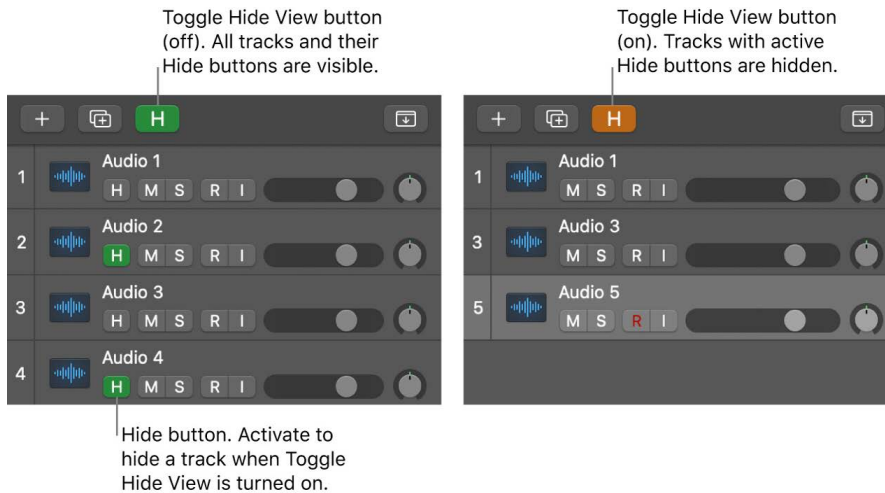 Toggle Hide View button
(off). All tracks and their
Hide buttons are visible.
Toggle Hide View button
(on). Tracks with active
Hide buttons are hidden.
H
Audio 1
1
H M S R I
Audio 2
2
H M S R I
Audio 3
3
H M S R I
Audio 4
4
H M S R I
H
Audio 1
1
M S R I
Audio 3
3
M S R I
Audio 5
5
M S R I
Hide button. Activate to
hide a track when Toggle
Hide View is turned on.